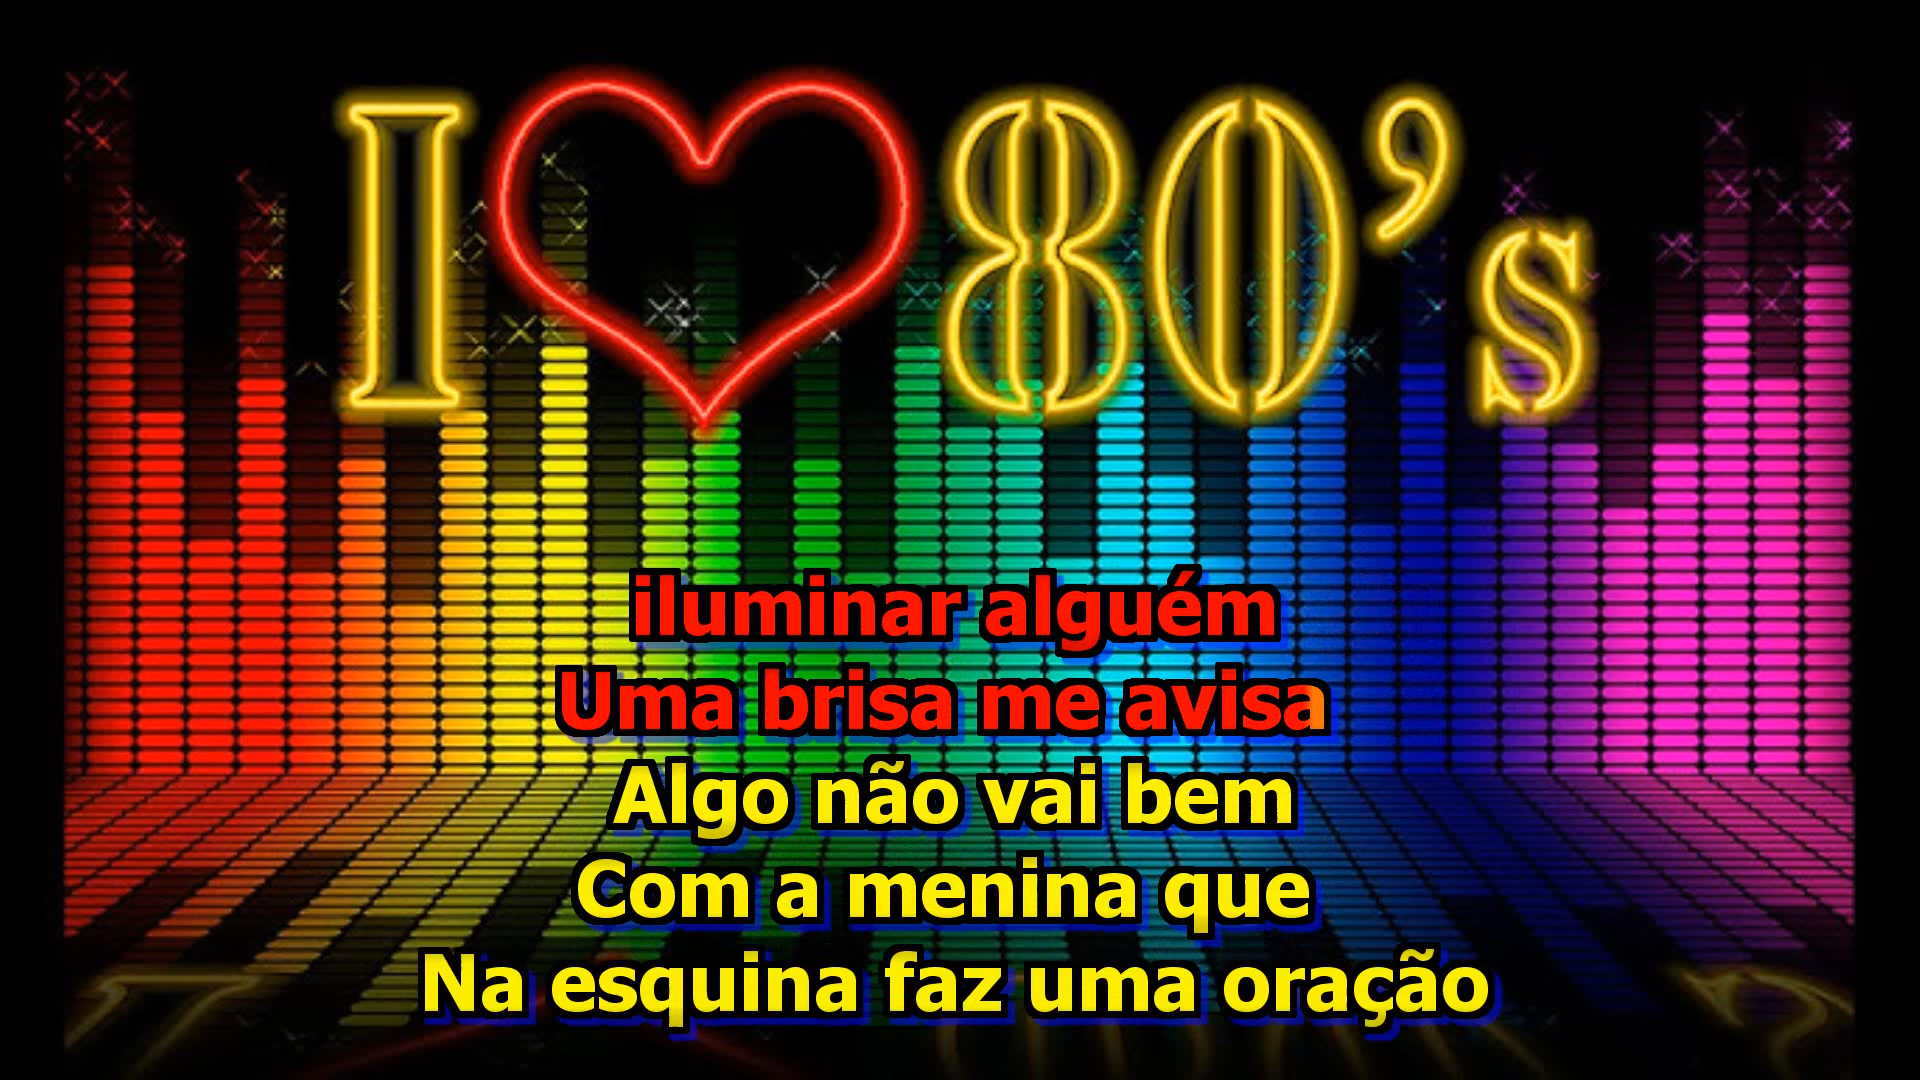 I ❤ 80's
iluminar alguém
Uma brisa me avisa
Algo não vai bem
Com a menina que
Na esquina faz uma oração